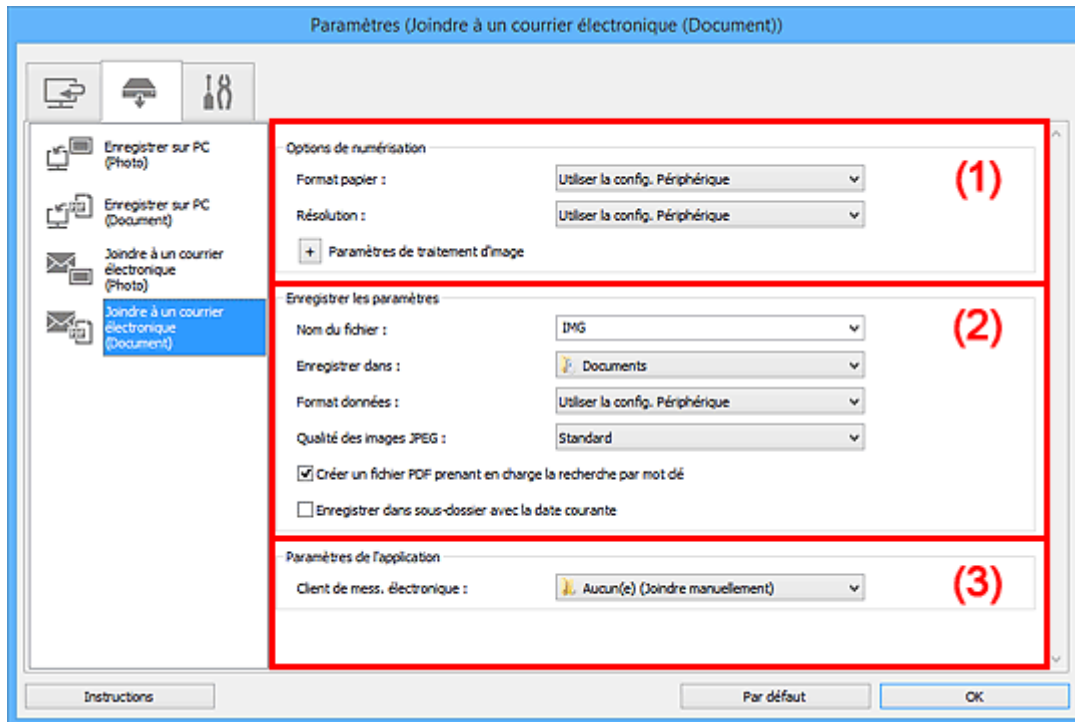 Paramètres (Joindre à un courrier électronique (Document))
Enregistrer sur PC
(Photo)
Enregistrer sur PC
(Document)
Joindre à un courrier
électronique
(Photo)
Joindre à un courrier
électronique
(Document)
Options de numérisation
(1)
Format papier :
Utiliser la config. Périphérique
Résolution :
Utiliser la config. Périphérique
+ Paramètres de traitement d'image
Enregistrer les paramètres
(2)
Nom du fichier :
IMG
Enregistrer dans :
Documents
Format données :
Utiliser la config. Périphérique
Qualité des images JPEG :
Standard
Créer un fichier PDF prenant en charge la recherche par mot clé
Enregistrer dans sous-dossier avec la date courante
Paramètres de l'application
(3)
Client de mess. électronique :
Aucun(e) (Joindre manuellement)
Instructions
Par défaut
OK